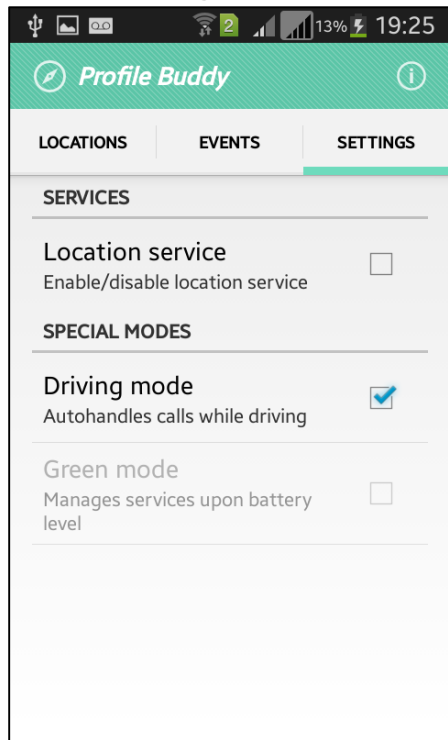 2 13% 19:25
Profile Buddy
LOCATIONS EVENTS SETTINGS
SERVICES
Location service
Enable/disable location service
SPECIAL MODES
Driving mode
Autohandles calls while driving
Green mode
Manages services upon battery
level